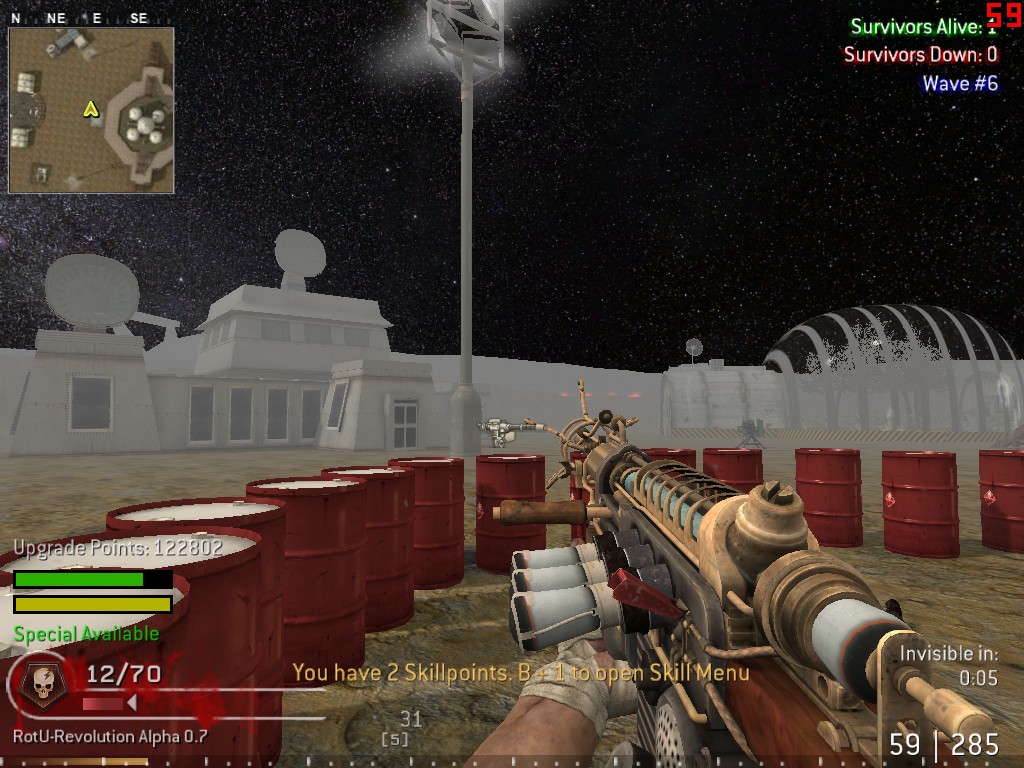 N NE E SE
59
Survivors Alive: 1
Survivors Down: 0
Wave #6
Upgrade Points: 122802
Special Available
12/70
You have 2 Skillpoints. B + 1 to open Skill Menu
Invisible in:
0:05
31
[5]
RotU-Revolution Alpha 0.7
59 | 285